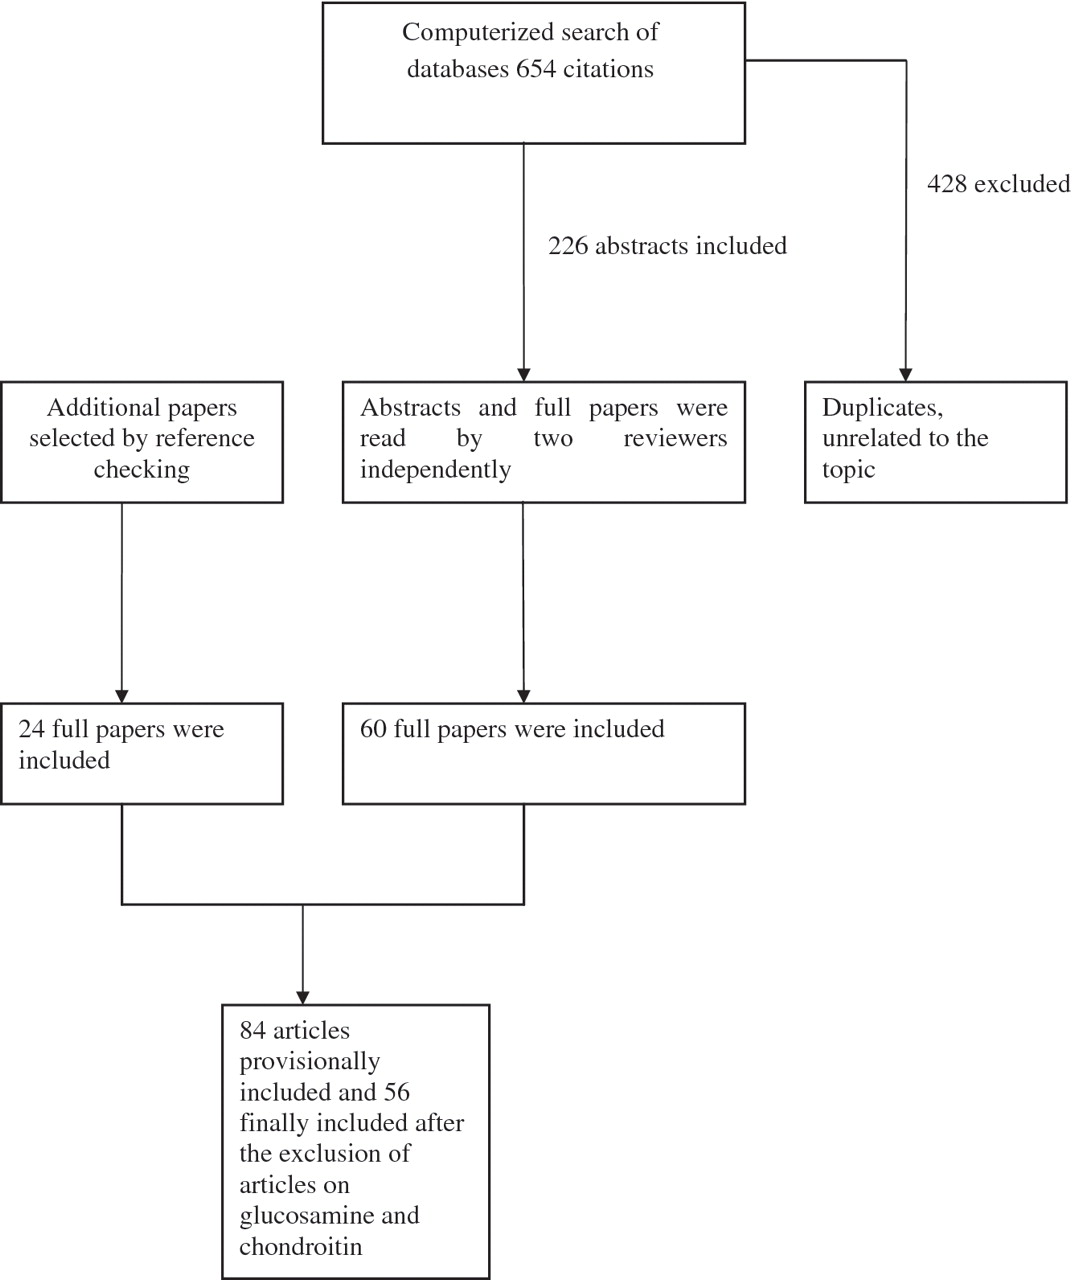 Computerized search of
databases 654 citations
428 excluded
226 abstracts included
Additional papers
selected by reference
checking
Abstracts and full papers were
read by two reviewers
independently
Duplicates,
unrelated to the
topic
24 full papers were
included
60 full papers were included
84 articles
provisionally
included and 56
finally included after
the exclusion of
articles on
glucosamine and
chondroitin